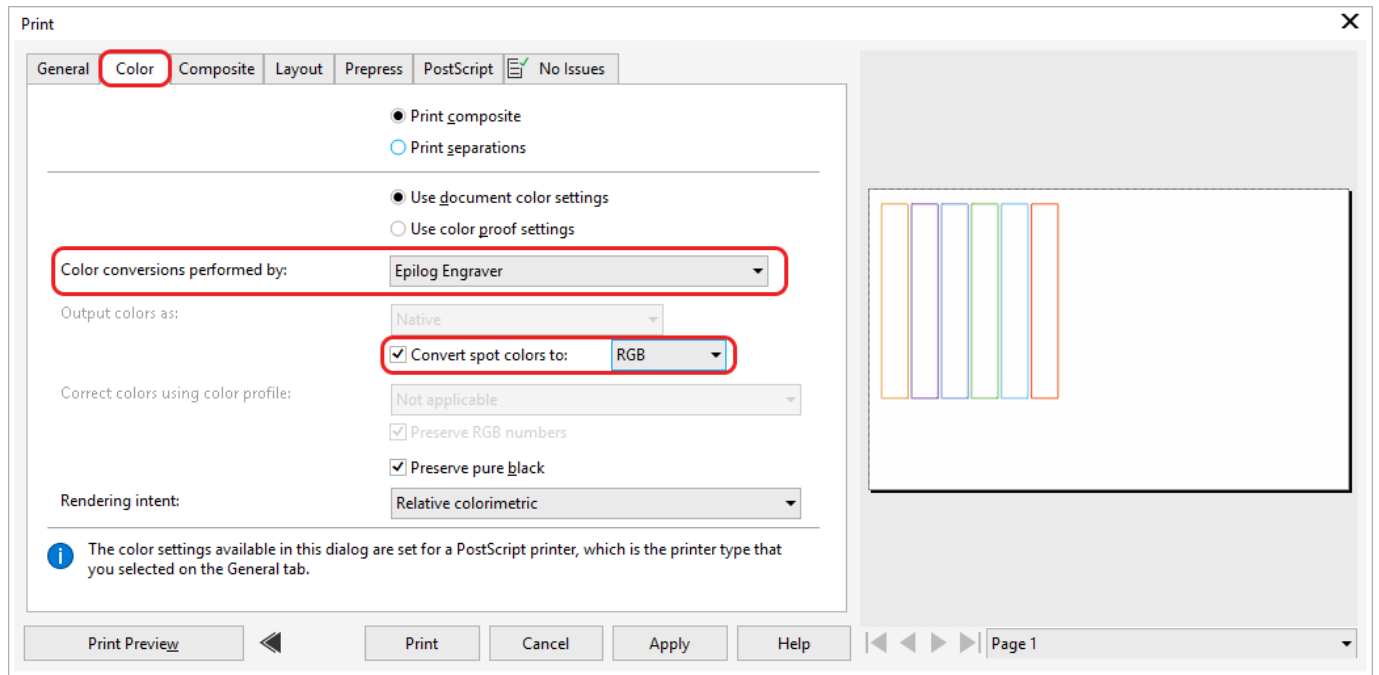 Print
General Color Composite Layout Prepress PostScript No Issues
Print composite
Print separations
Use document color settings
Use color proof settings
Color conversions performed by: Epilog Engraver
Output colors as: Native
Convert spot colors to: RGB
Correct colors using color profile: Not applicable
Preserve RGB numbers
Preserve pure black
Rendering intent: Relative colorimetric
The color settings available in this dialog are set for a PostScript printer, which is the printer type that
you selected on the General tab.
Print Preview Print Cancel Apply Help Page 1